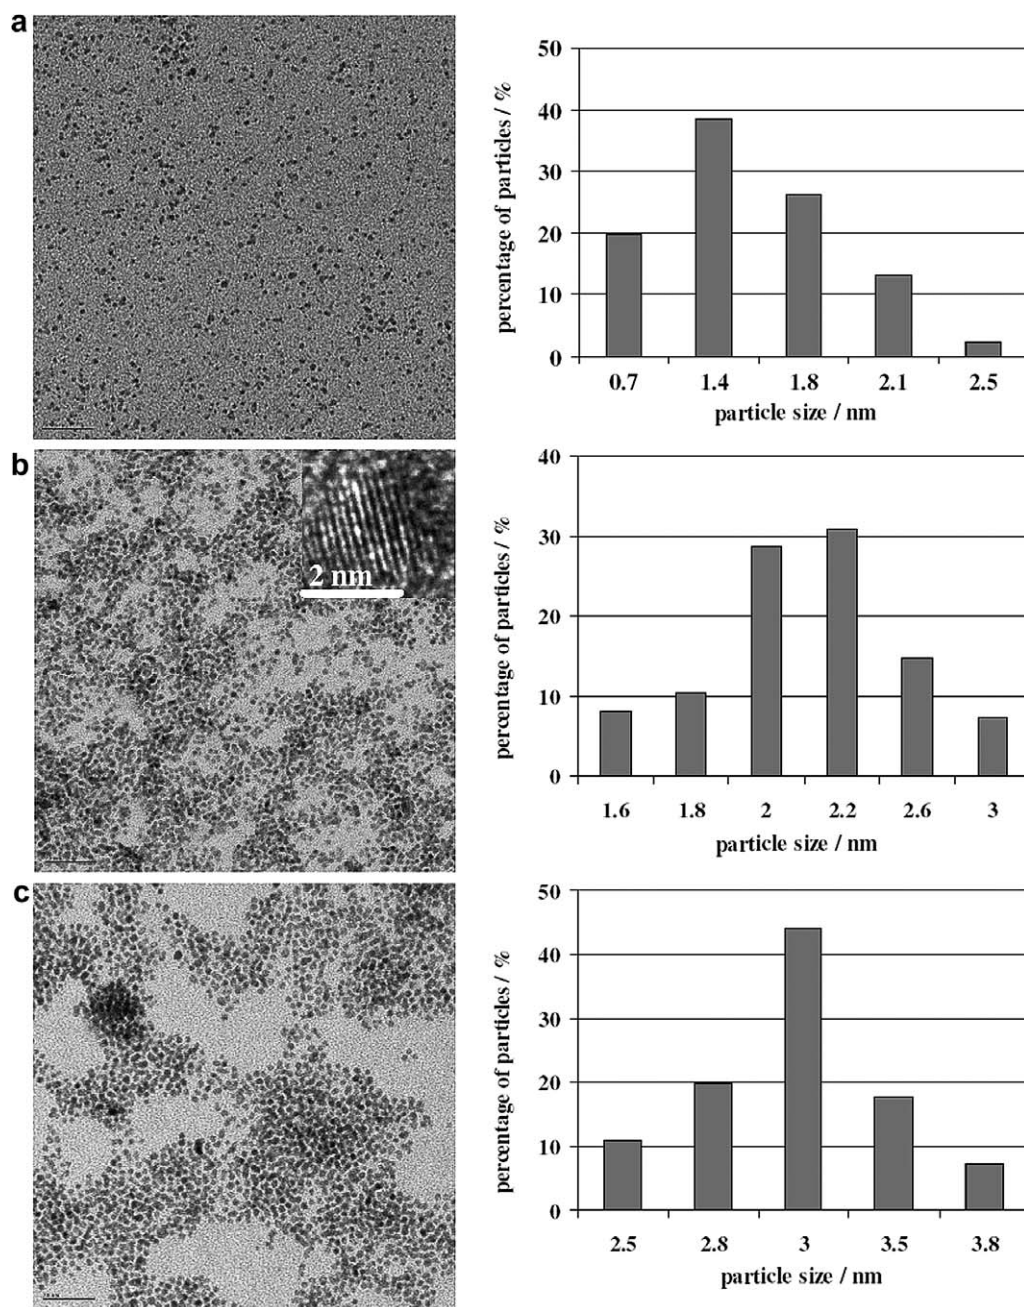 a
percentage of particles / %
50
40
30
20
10
0
0.7 1.4 1.8 2.1 2.5
particle size / nm
b
2 nm
percentage of particles / %
40
30
20
10
0
1.6 1.8 2 2.2 2.6 3
particle size / nm
c
percentage of particles / %
50
40
30
20
10
0
2.5 2.8 3 3.5 3.8
particle size / nm